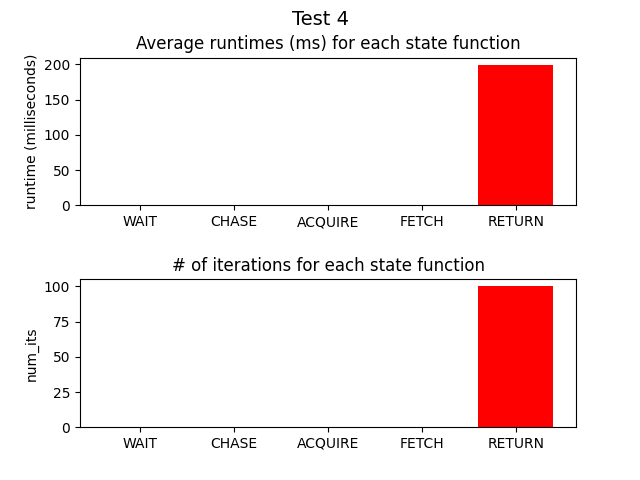 Test 4
Average runtimes (ms) for each state function
runtime (milliseconds)
200
150
100
50
0
WAIT CHASE ACQUIRE FETCH RETURN
# of iterations for each state function
num_its
100
75
50
25
0
WAIT CHASE ACQUIRE FETCH RETURN